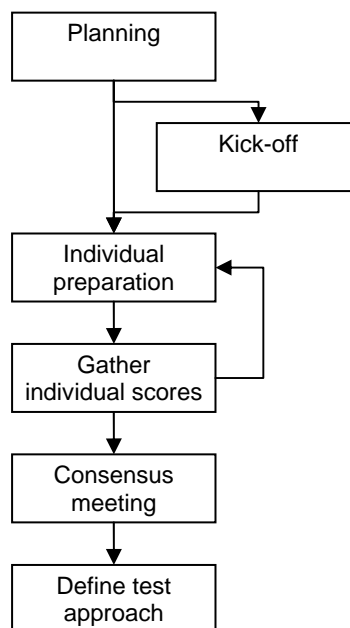 Planning
Kick-off
Individual
preparation
Gather
individual scores
Consensus
meeting
Define test
approach